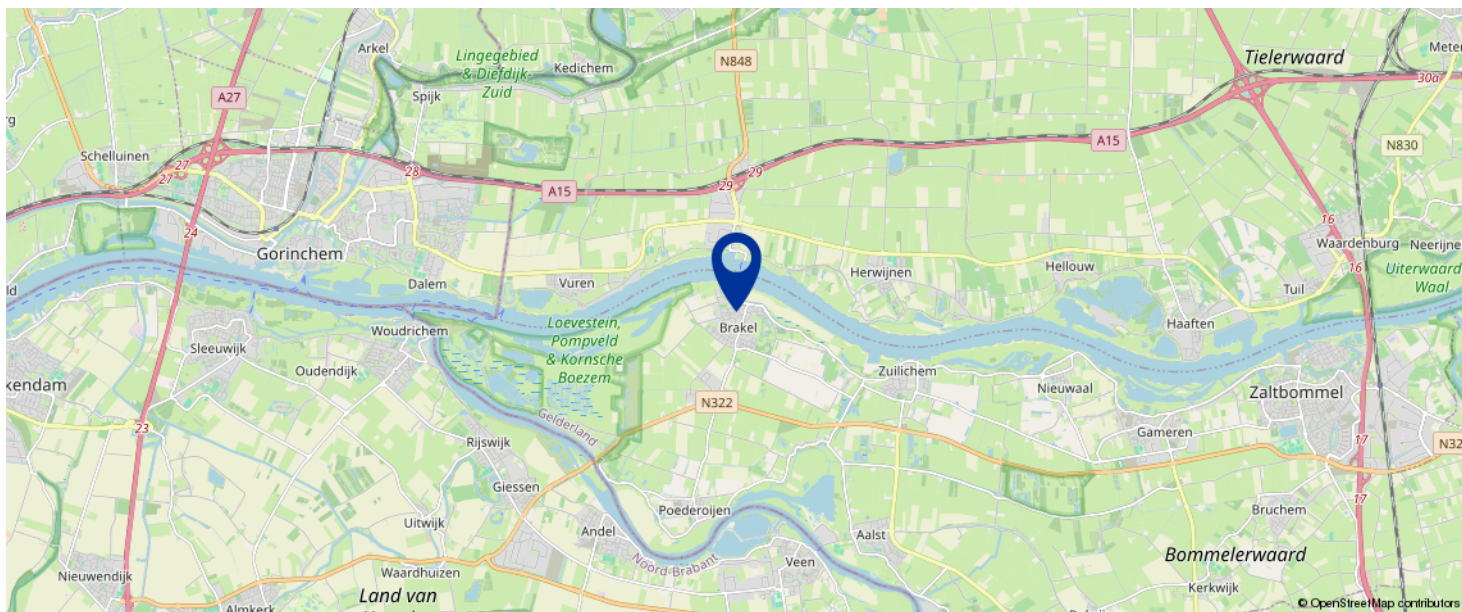 Arkel
Lingegebied
& Diefdijk-
Zuid
Kedichem
N848
Tielerwaard
Meter
30a
Spijk
A27
A15
N830
Schelluinen
27
27
28
A15
29
29
16
24
Gorinchem
Waardenburg
Neerijne
Dalem
Vuren
Herwijnen
Hellouw
16
Uiterwaard
Waal
Tuil
Woudrichem
Loevestein,
Pompveld
& Kornsche
Boezem
Brakel
Haaften
Sleeuwijk
Oudendijk
Zuilichem
Nieuwaal
Zaltbommel
kendam
N322
23
Gelderland
Rijswijk
Gameren
17
N32
Giessen
Poederoijen
17
Uitwijk
Andel
Aalst
Bruchem
Noord-Brabant
Veen
Bommelerwaard
Nieuwendijk
Waardhuizen
Kerkwijk
Almkerk
Land van
© OpenStreetMap contributors